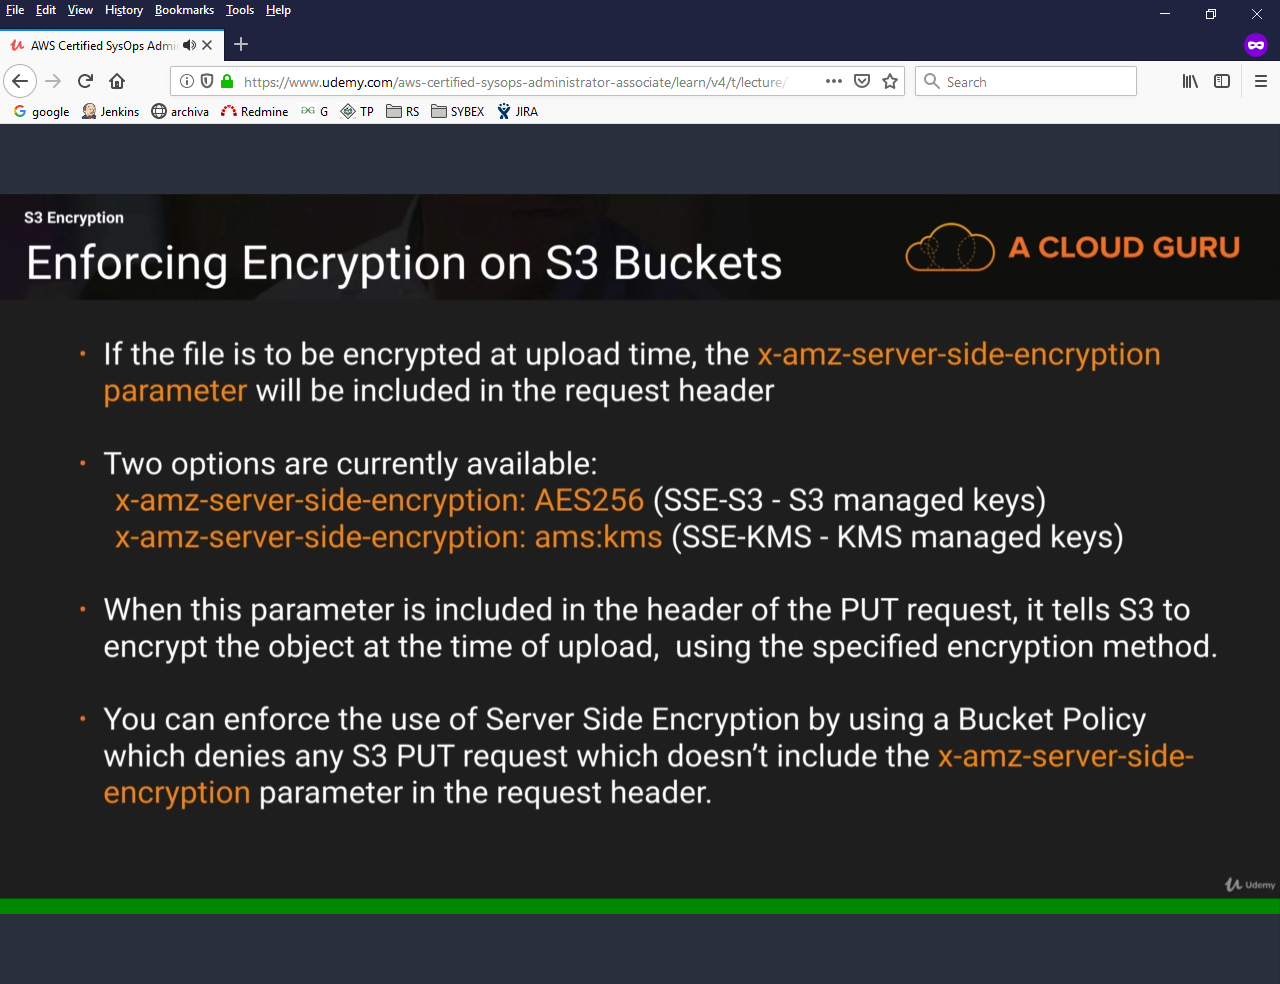 File Edit View History Bookmarks Tools Help
AWS Certified SysOps Admi
https://www.udemy.com/aws-certified-sysops-administrator-associate/learn/v4/t/lecture/
Search
google Jenkins archiva Redmine G TP RS SYBEX JIRA
S3 Encryption
Enforcing Encryption on S3 Buckets
A CLOUD GURU
• If the file is to be encrypted at upload time, the x-amz-server-side-encryption
parameter will be included in the request header
• Two options are currently available:
x-amz-server-side-encryption: AES256 (SSE-S3 - S3 managed keys)
x-amz-server-side-encryption: ams:kms (SSE-KMS - KMS managed keys)
• When this parameter is included in the header of the PUT request, it tells S3 to
encrypt the object at the time of upload,  using the specified encryption method.
• You can enforce the use of Server Side Encryption by using a Bucket Policy
which denies any S3 PUT request which doesn't include the x-amz-server-side-
encryption parameter in the request header.
Udemy